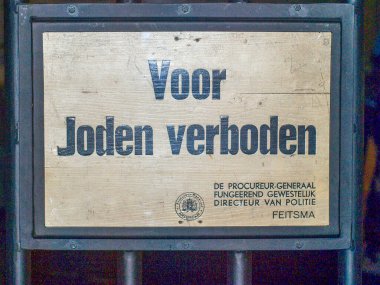 Voor
Joden verboden
DE PROCUREUR-GENERAAL
FUNGEEREND GEWESTELIJK
DIRECTEUR VAN POLITIE
FEITSMA